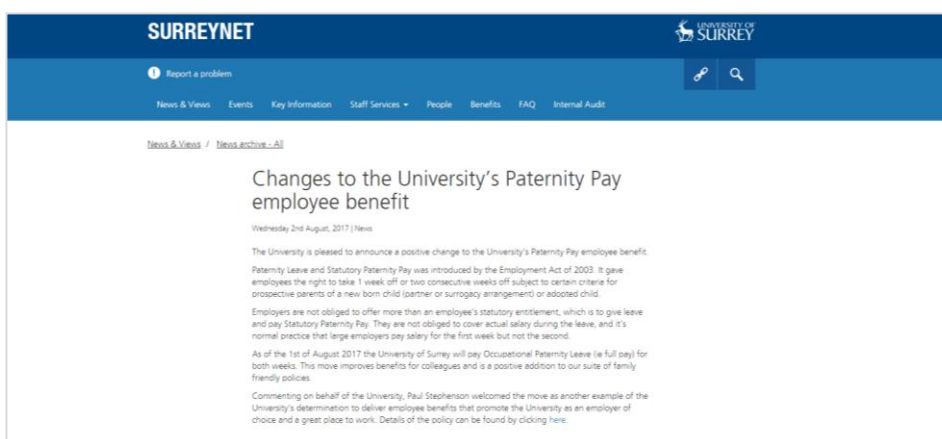 SURREYNET
UNIVERSITY OF
SURREY
Report a problem
News & Views Events Key Information Staff Services People Benefits FAQ Internal Audit
News & Views / News archive - All
Changes to the University's Paternity Pay
employee benefit
Wednesday 2nd August, 2017 | News
The University is pleased to announce a positive change to the University's Paternity Pay employee benefit.
Paternity Leave and Statutory Paternity Pay was introduced by the Employment Act of 2003. It gave
employees the right to take 1 week off or two consecutive weeks off subject to certain criteria for
prospective parents of a new born child (partner or surrogacy arrangement) or adopted child.
Employers are not obliged to offer more than an employee's statutory entitlement, which is to give leave
and pay Statutory Paternity Pay. They are not obliged to cover actual salary during the leave, and it's
normal practice that large employers pay salary for the first week but not the second.
As of the 1st of August 2017 the University of Surrey will pay Occupational Paternity Leave (ie full pay) for
both weeks. This move improves benefits for colleagues and is a positive addition to our suite of family
friendly policies.
Commenting on behalf of the University, Paul Stephenson welcomed the move as another example of the
University's determination to deliver employee benefits that promote the University as an employer of
choice and a great place to work. Details of the policy can be found by clicking here.